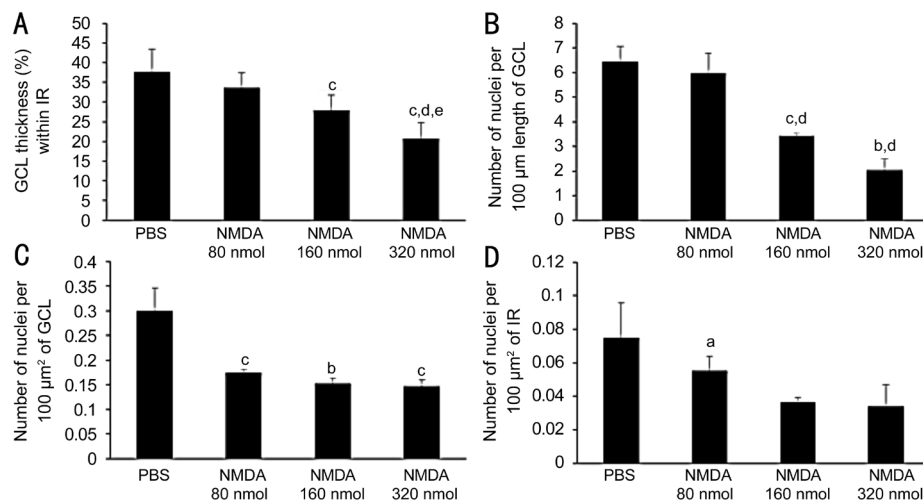 A
GCL thickness (%)
within IR
50
45
40
35
30
25
20
15
10
5
0
c
c,d,e
PBS
NMDA
80 nmol
NMDA
160 nmol
NMDA
320 nmol
B
Number of nuclei per
100 µm length of GCL
8
7
6
5
4
3
2
1
0
c,d
b,d
PBS
NMDA
80 nmol
NMDA
160 nmol
NMDA
320 nmol
C
Number of nuclei per
100 µm² of GCL
0.4
0.35
0.3
0.25
0.2
0.15
0.1
0.05
0
c
b
c
PBS
NMDA
80 nmol
NMDA
160 nmol
NMDA
320 nmol
D
Number of nuclei per
100 µm² of IR
0.12
0.1
0.08
0.06
0.04
0.02
0
a
PBS
NMDA
80 nmol
NMDA
160 nmol
NMDA
320 nmol